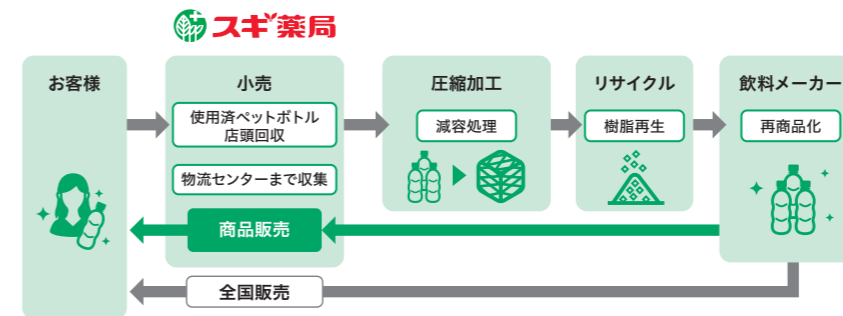 スギ薬局
お客様
小売
圧縮加工
リサイクル
飲料メーカー
使用済ペットボトル
店頭回収
減容処理
樹脂再生
再商品化
物流センターまで収集
商品販売
全国販売